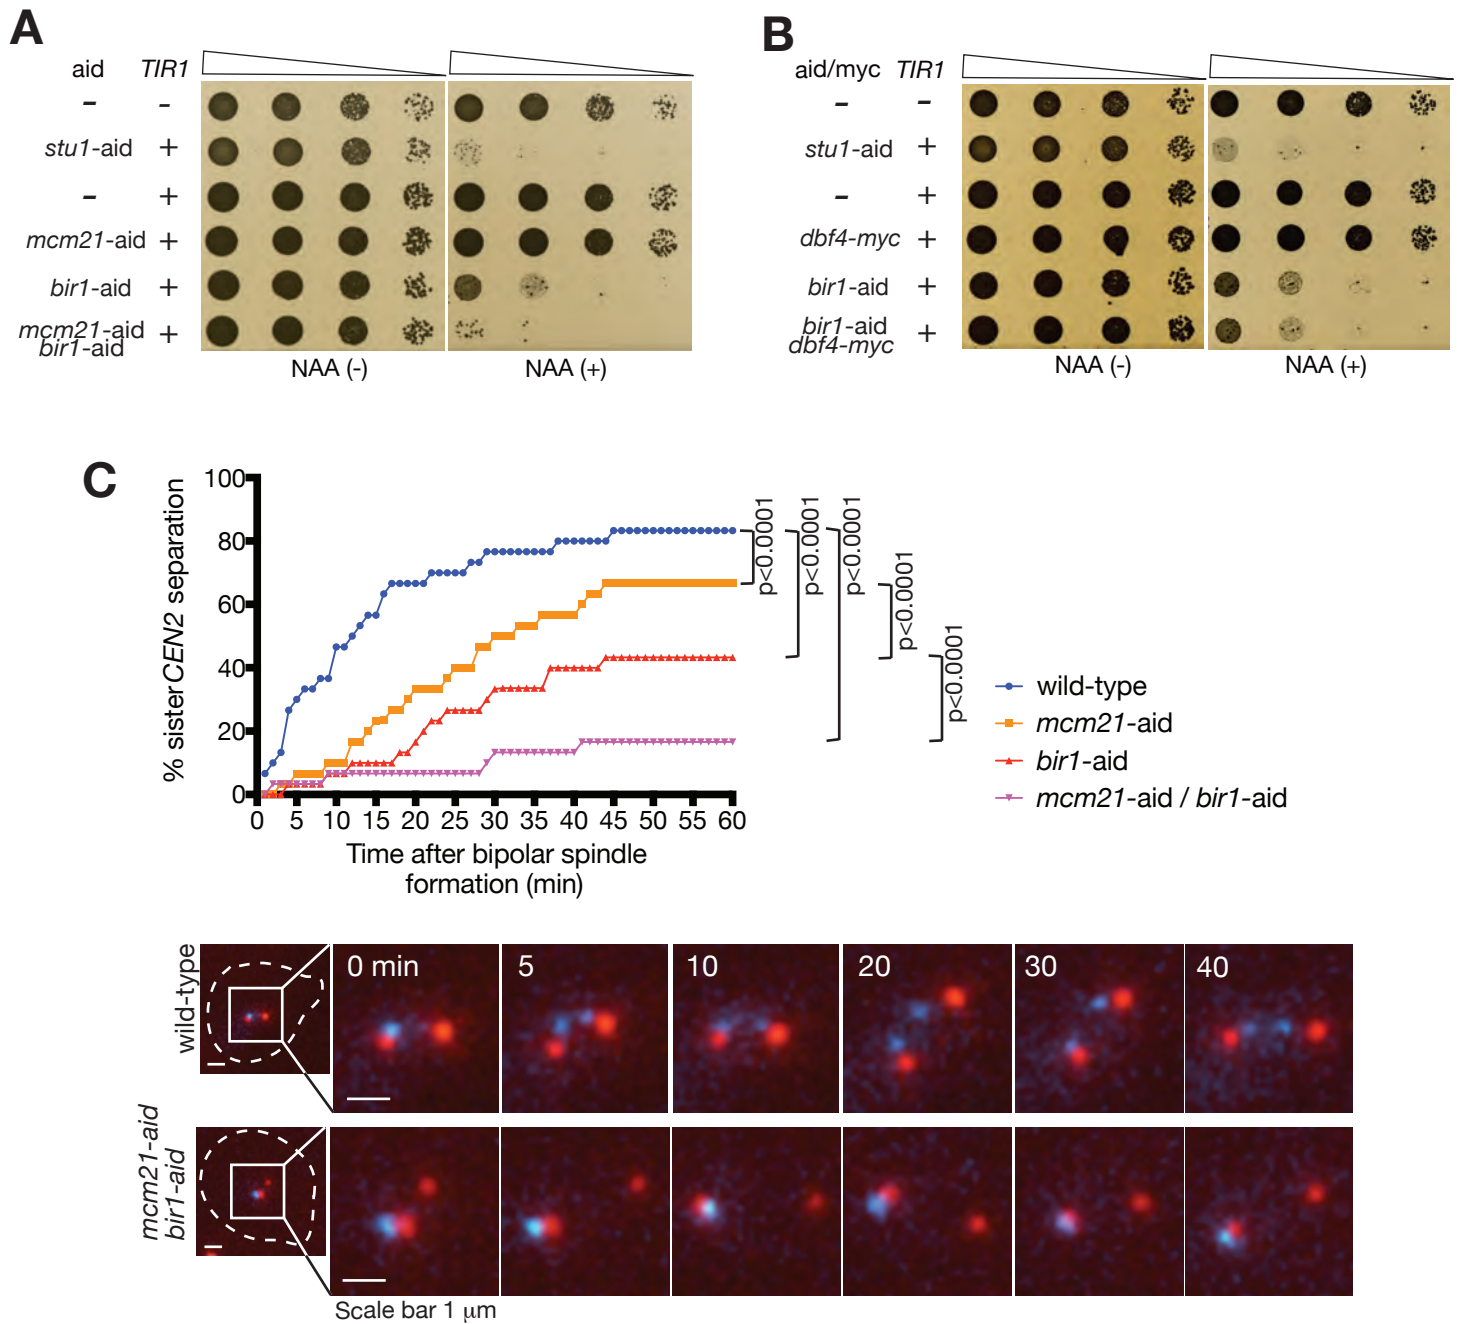 A
aid TIR1
– -
stu1-aid +
– +
mcm21-aid +
bir1-aid +
mcm21-aid +
bir1-aid
NAA (-) NAA (+)
B
aid/myc TIR1
– –
stu1-aid +
– +
dbf4-myc +
bir1-aid +
bir1-aid +
dbf4-myc
NAA (-) NAA (+)
C
% sister CEN2 separation
100
80
60
40
20
0
0 5 10 15 20 25 30 35 40 45 50 55 60
Time after bipolar spindle
formation (min)
p<0.0001
p<0.0001
p<0.0001
p<0.0001
p<0.0001
wild-type
mcm21-aid
bir1-aid
mcm21-aid / bir1-aid
wild-type
0 min 5 10 20 30 40
mcm21-aid
bir1-aid
Scale bar 1 μm